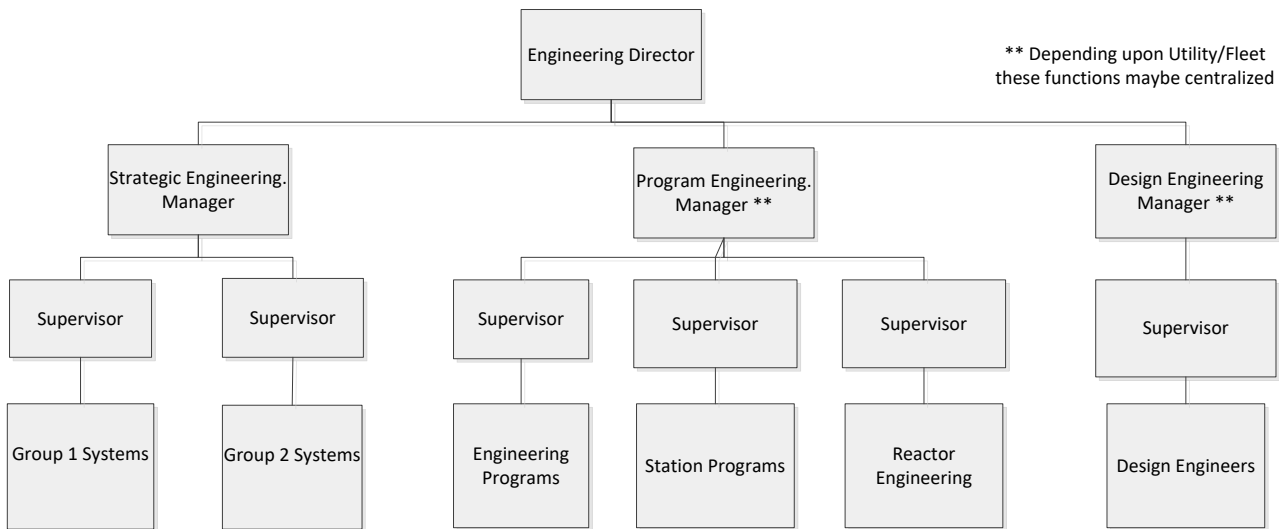 Engineering Director
** Depending upon Utility/Fleet
these functions maybe centralized
Strategic Engineering.
Manager
Program Engineering.
Manager **
Design Engineering
Manager **
Supervisor
Supervisor
Supervisor
Supervisor
Supervisor
Supervisor
Group 1 Systems
Group 2 Systems
Engineering
Programs
Station Programs
Reactor
Engineering
Design Engineers